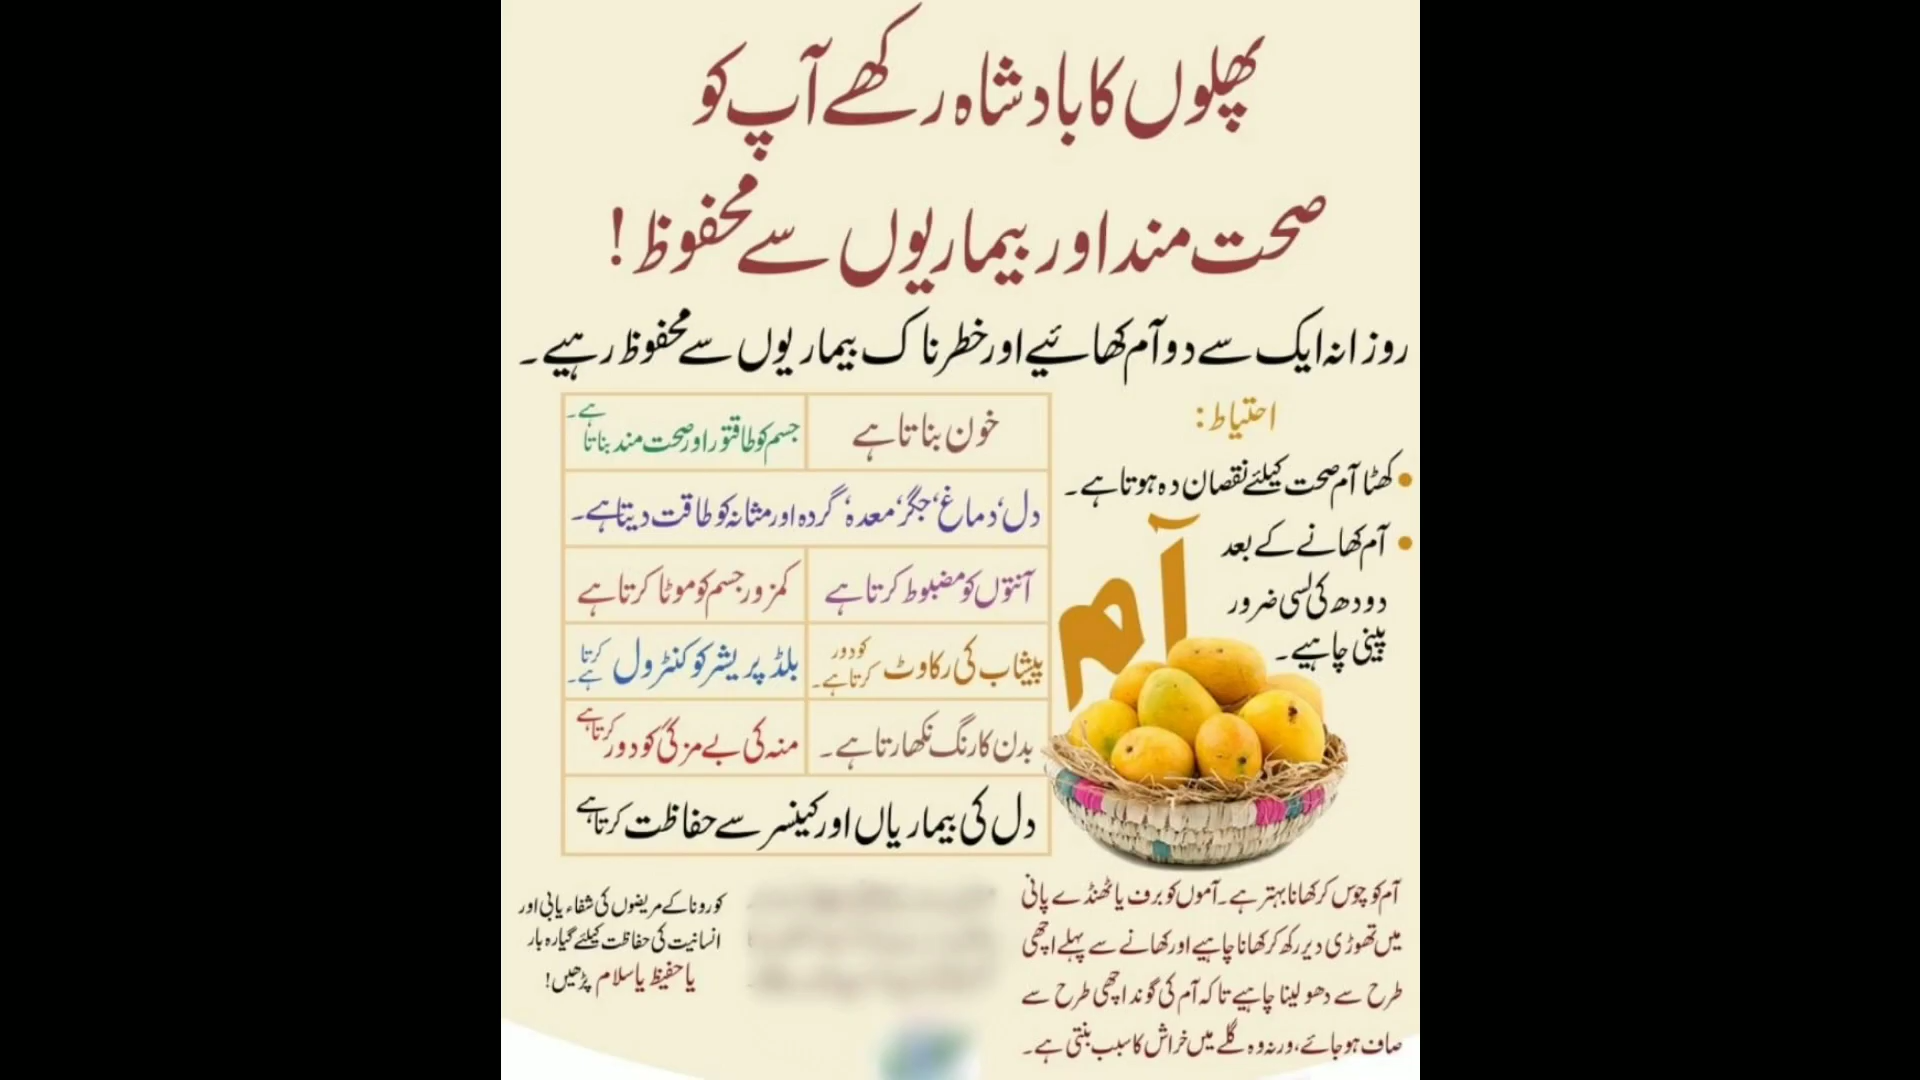 پھلوں کا بادشاہ رکھے آپ کو
صحت مند اور بیماریوں سے محفوظ!
روزانہ ایک سے دو آم کھائیے اور خطرناک بیماریوں سے محفوظ رہیے۔
احتیاط:
کھٹا آم صحت کیلئے نقصان دہ ہوتا ہے۔
آم کھانے کے بعد
دودھ کی لسی ضرور
پینی چاہیے۔
آم
خون بناتا ہے
جسم کو طاقتور اور صحت مند بناتا ہے۔
دل، دماغ، جگر، معدہ، گردہ اور مثانہ کو طاقت دیتا ہے۔
آنتوں کو مضبوط کرتا ہے
کمزور جسم کو موٹا کرتا ہے
پیشاب کی رکاوٹ کو دور کرتا ہے۔
بلڈ پریشر کو کنٹرول کرتا ہے۔
بدن کا رنگ نکھارتا ہے۔
منہ کی بے مزگی کو دور کرتا ہے
دل کی بیماریاں اور کینسر سے حفاظت کرتا ہے
آم کو چوس کر کھانا بہتر ہے۔ آموں کو برف یا ٹھنڈے پانی
میں تھوڑی دیر رکھ کر کھانا چاہیے اور کھانے سے پہلے اچھی
طرح سے دھو لینا چاہیے تاکہ آم کی گوند اچھی طرح سے
صاف ہو جائے، ورنہ وہ گلے میں خراش کا سبب بنتی ہے۔
کورونا کے مریضوں کی شفاء یابی اور
انسانیت کی حفاظت کیلئے گیارہ بار
یا حفیظ یا سلام پڑھیں!